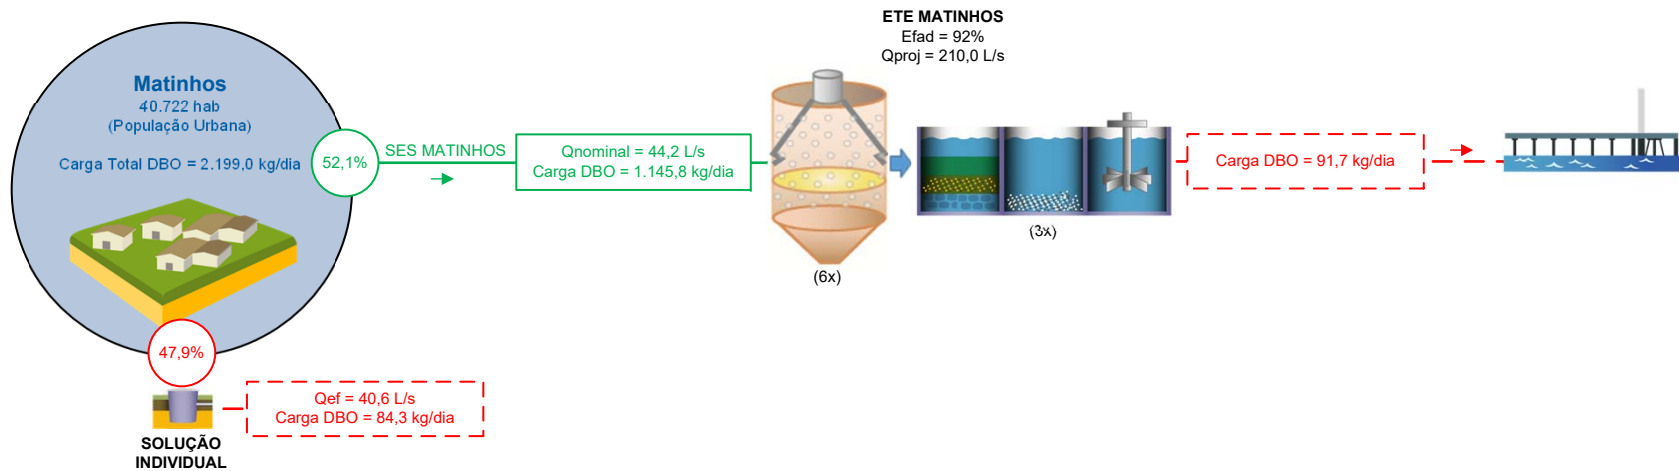 ETE MATINHOS
Efad = 92%
Qproj = 210,0 L/s
Matinhos
40.722 hab
(População Urbana)
Carga Total DBO = 2.199,0 kg/dia
52,1%
SES MATINHOS
Qnominal = 44,2 L/s
Carga DBO = 1.145,8 kg/dia
(6x)
(3x)
Carga DBO = 91,7 kg/dia
47,9%
Qef = 40,6 L/s
Carga DBO = 84,3 kg/dia
SOLUÇÃO
INDIVIDUAL